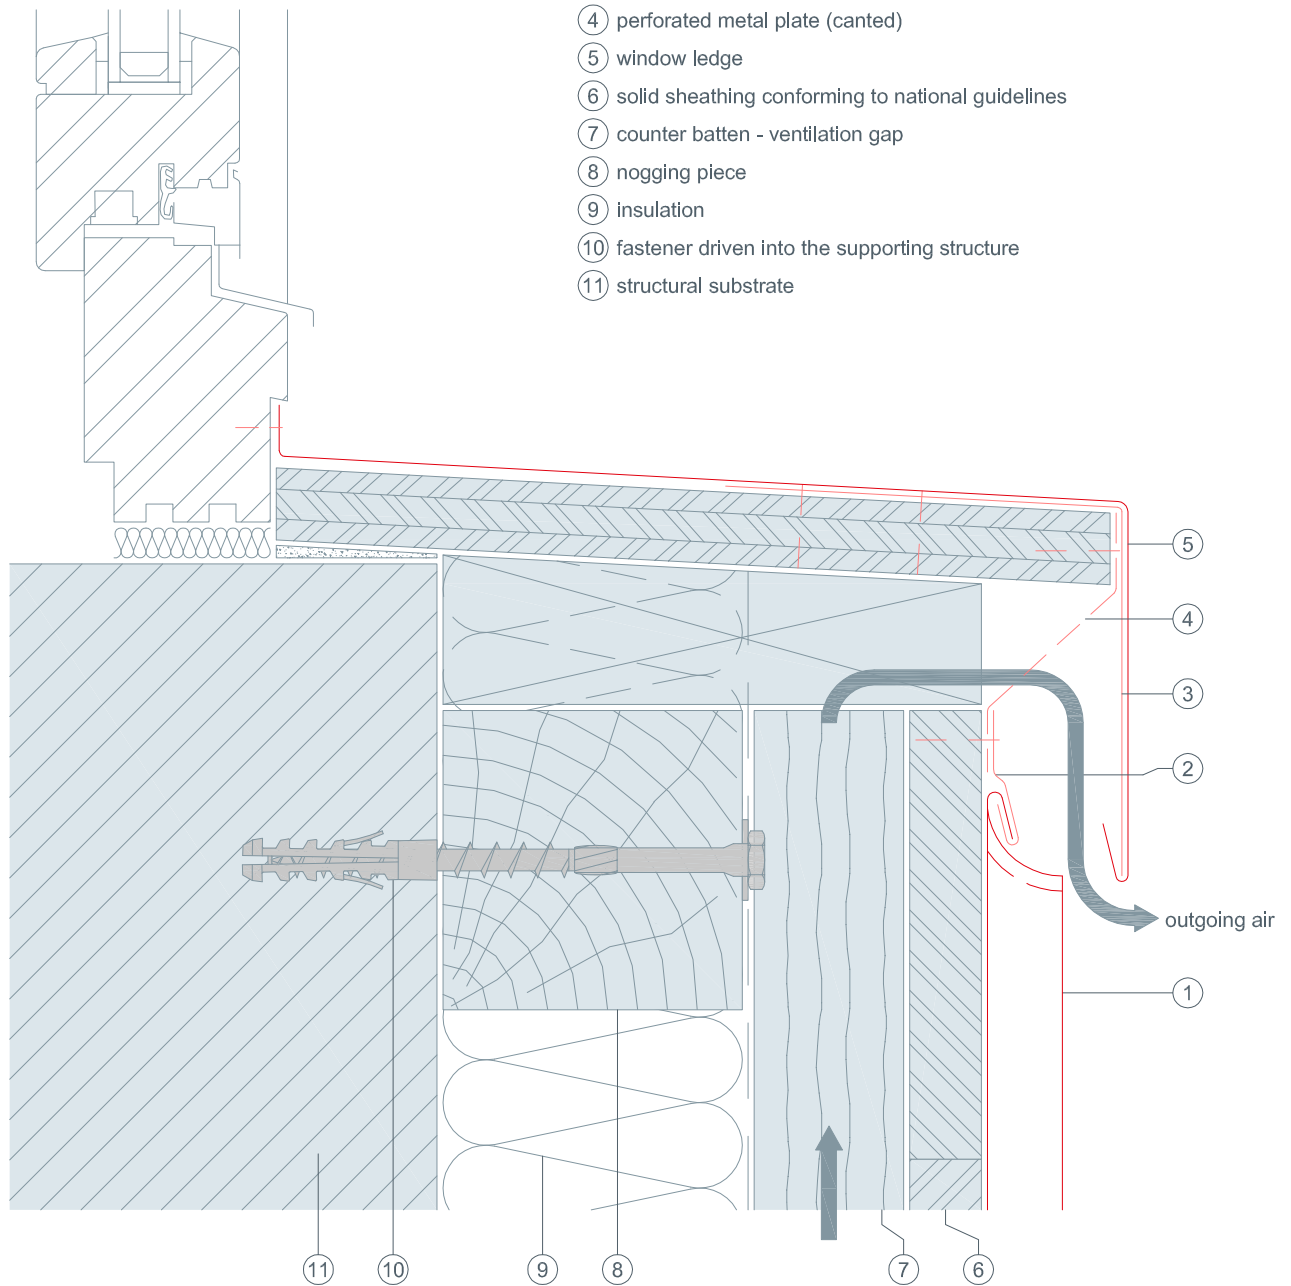 4 perforated metal plate (canted)
5 window ledge
6 solid sheathing conforming to national guidelines
7 counter batten - ventilation gap
8 nogging piece
9 insulation
10 fastener driven into the supporting structure
11 structural substrate
5
4
3
2
outgoing air
1
11 10 9 8 7 6